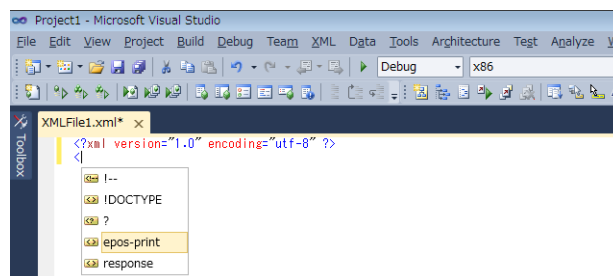 Project1 - Microsoft Visual Studio
File Edit View Project Build Debug Team XML Data Tools Architecture Test Analyze
Debug x86
XMLFile1.xml* ×
Toolbox
<?xml version="1.0" encoding="utf-8" ?>
<
!--
!DOCTYPE
?
epos-print
response